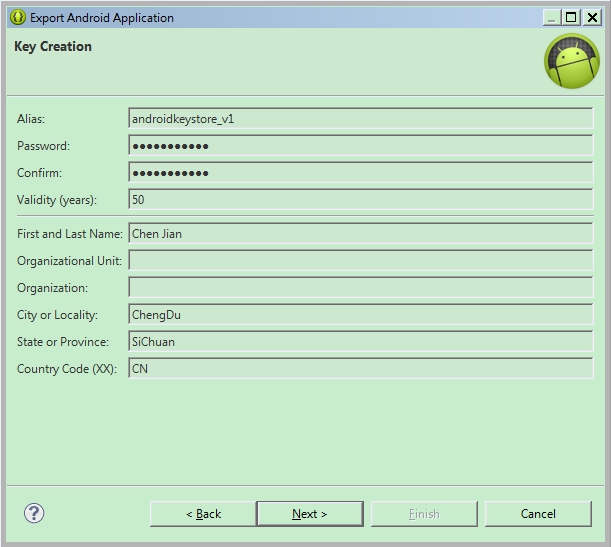 Export Android Application
Key Creation
Alias: androidkeystore_v1
Password: ●●●●●●●●●●●
Confirm: ●●●●●●●●●●●
Validity (years): 50
First and Last Name: Chen Jian
Organizational Unit:
Organization:
City or Locality: ChengDu
State or Province: SiChuan
Country Code (XX): CN
? < Back Next > Finish Cancel